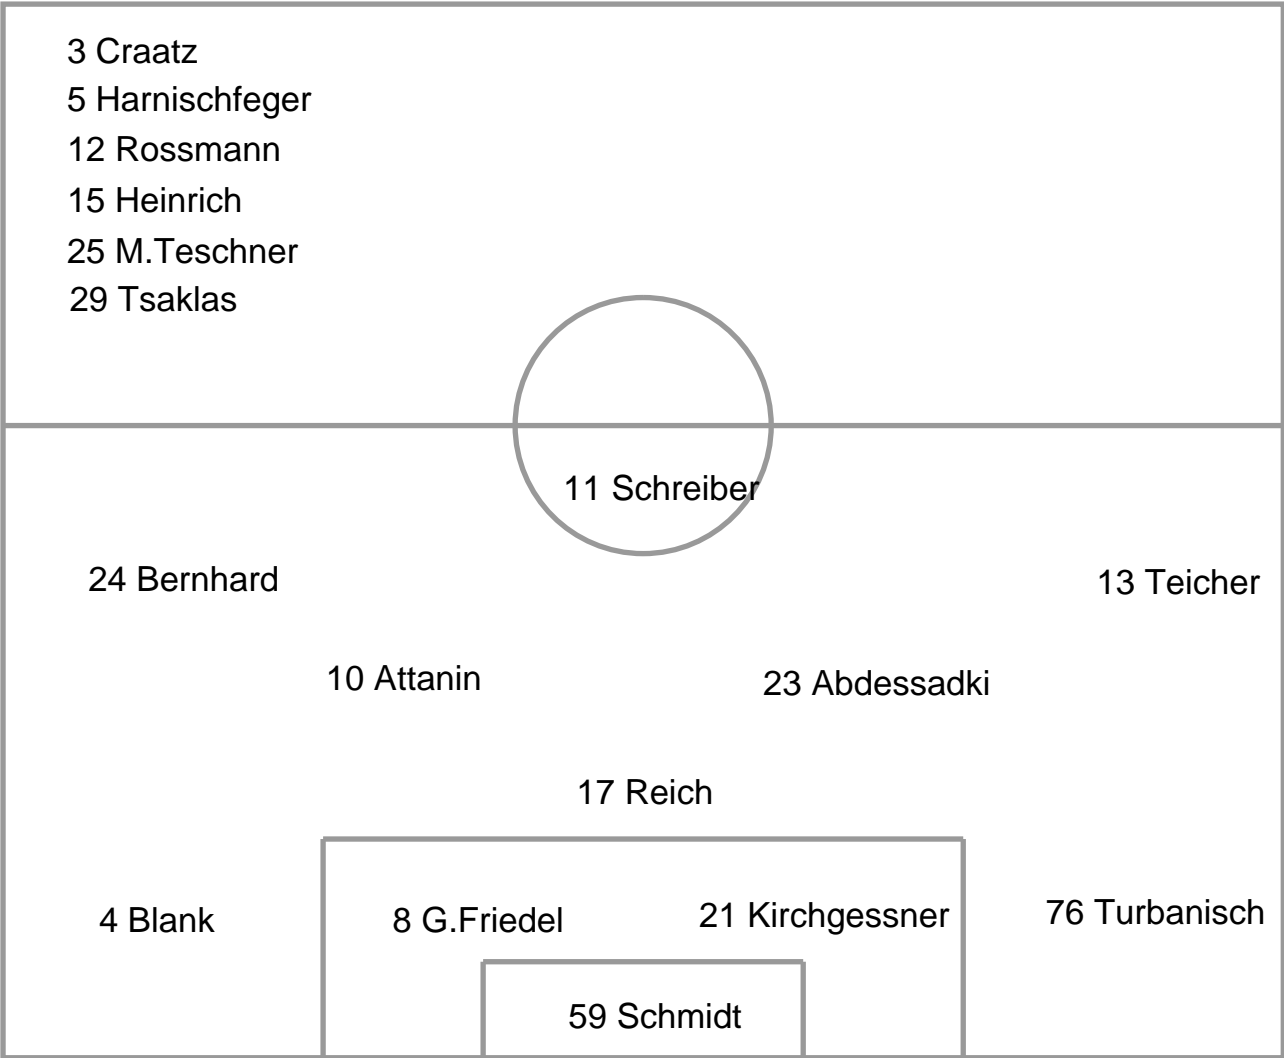 3 Craatz
5 Harnischfeger
12 Rossmann
15 Heinrich
25 M.Teschner
29 Tsaklas
11 Schreiber
24 Bernhard
13 Teicher
10 Attanin
23 Abdessadki
17 Reich
4 Blank
8 G.Friedel
21 Kirchgessner
76 Turbanisch
59 Schmidt